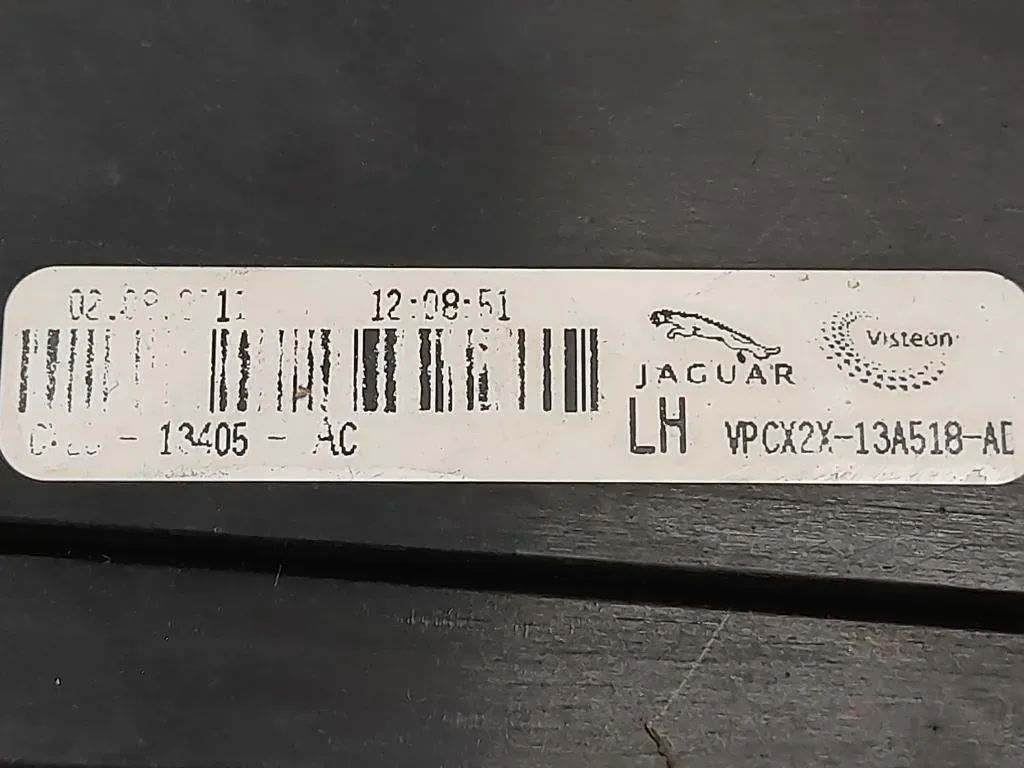 12:08:51
JAGUAR
Visteon
- 13405 - AC
LH VPCX2X-13A518-AD